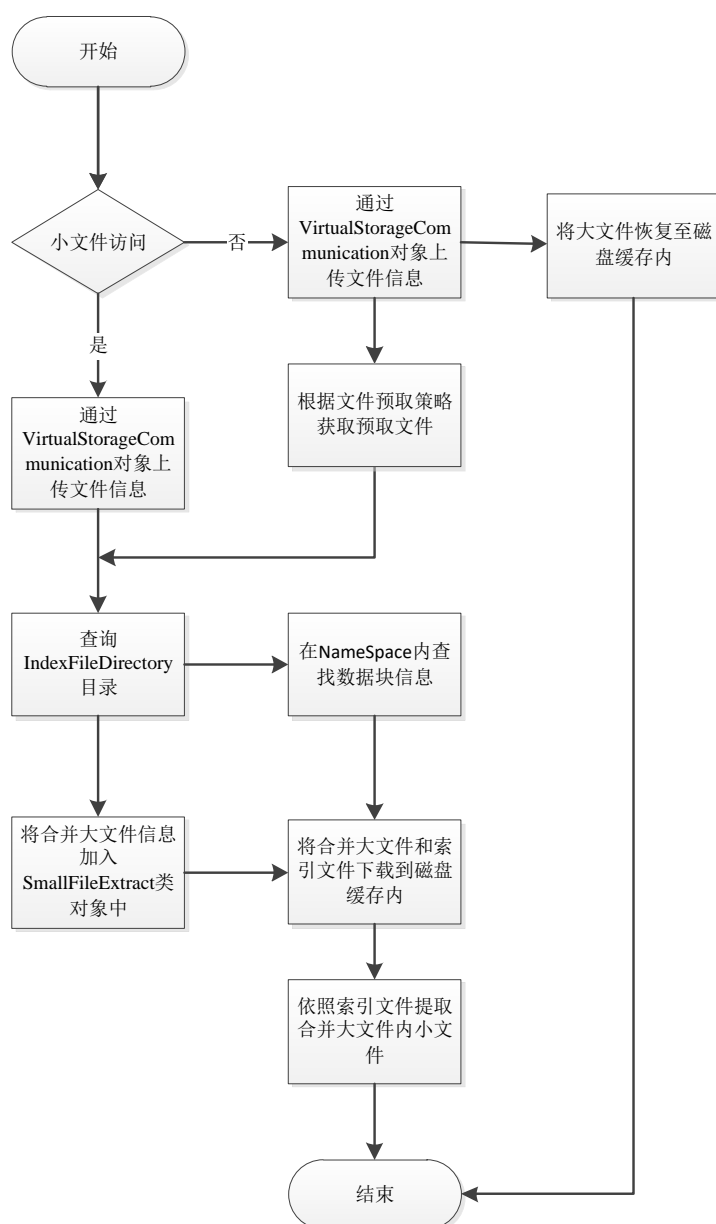 开始
小文件访问
否
通过
VirtualStorageCom
munication对象上
传文件信息
将大文件恢复至磁
盘缓存内
是
通过
VirtualStorageCom
munication对象上
传文件信息
根据文件预取策略
获取预取文件
查询
IndexFileDirectory
目录
在NameSpace内查
找数据块信息
将合并大文件信息
加入
SmallFileExtract类
对象中
将合并大文件和索
引文件下载到磁盘
缓存内
依照索引文件提取
合并大文件内小文
件
结束